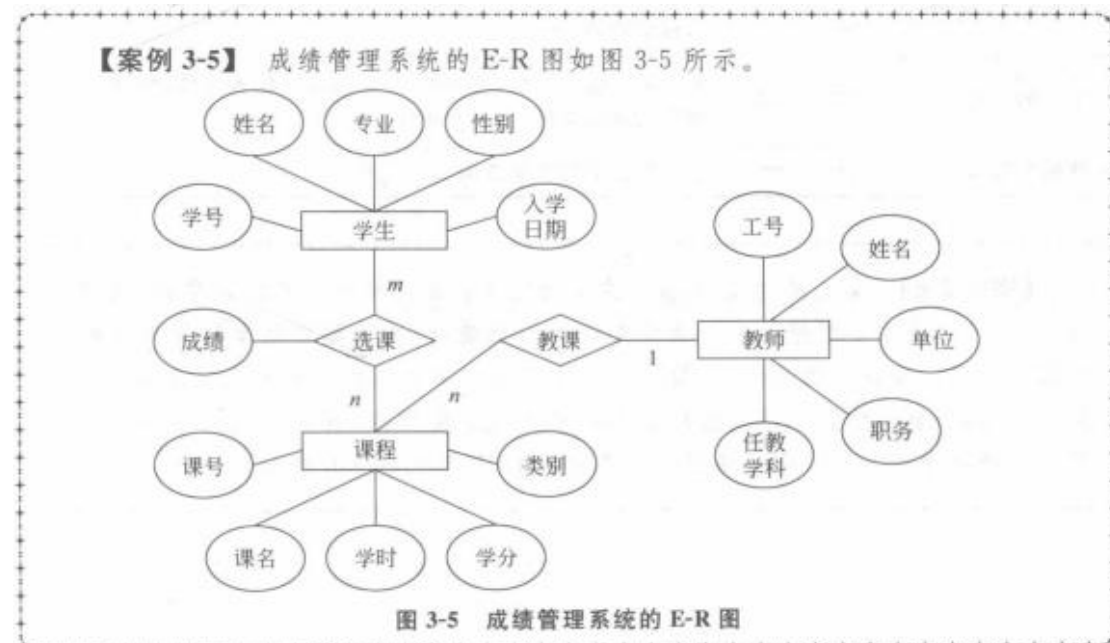 【案例 3-5】 成绩管理系统的 E-R 图如图 3-5 所示。
姓名 专业 性别
学号 学生 入学
日期
工号
姓名
m
成绩 选课 教课 教师 单位
1
n n
职务
课号 课程 类别 任教
学科
课名 学时 学分
图 3-5 成绩管理系统的 E-R 图